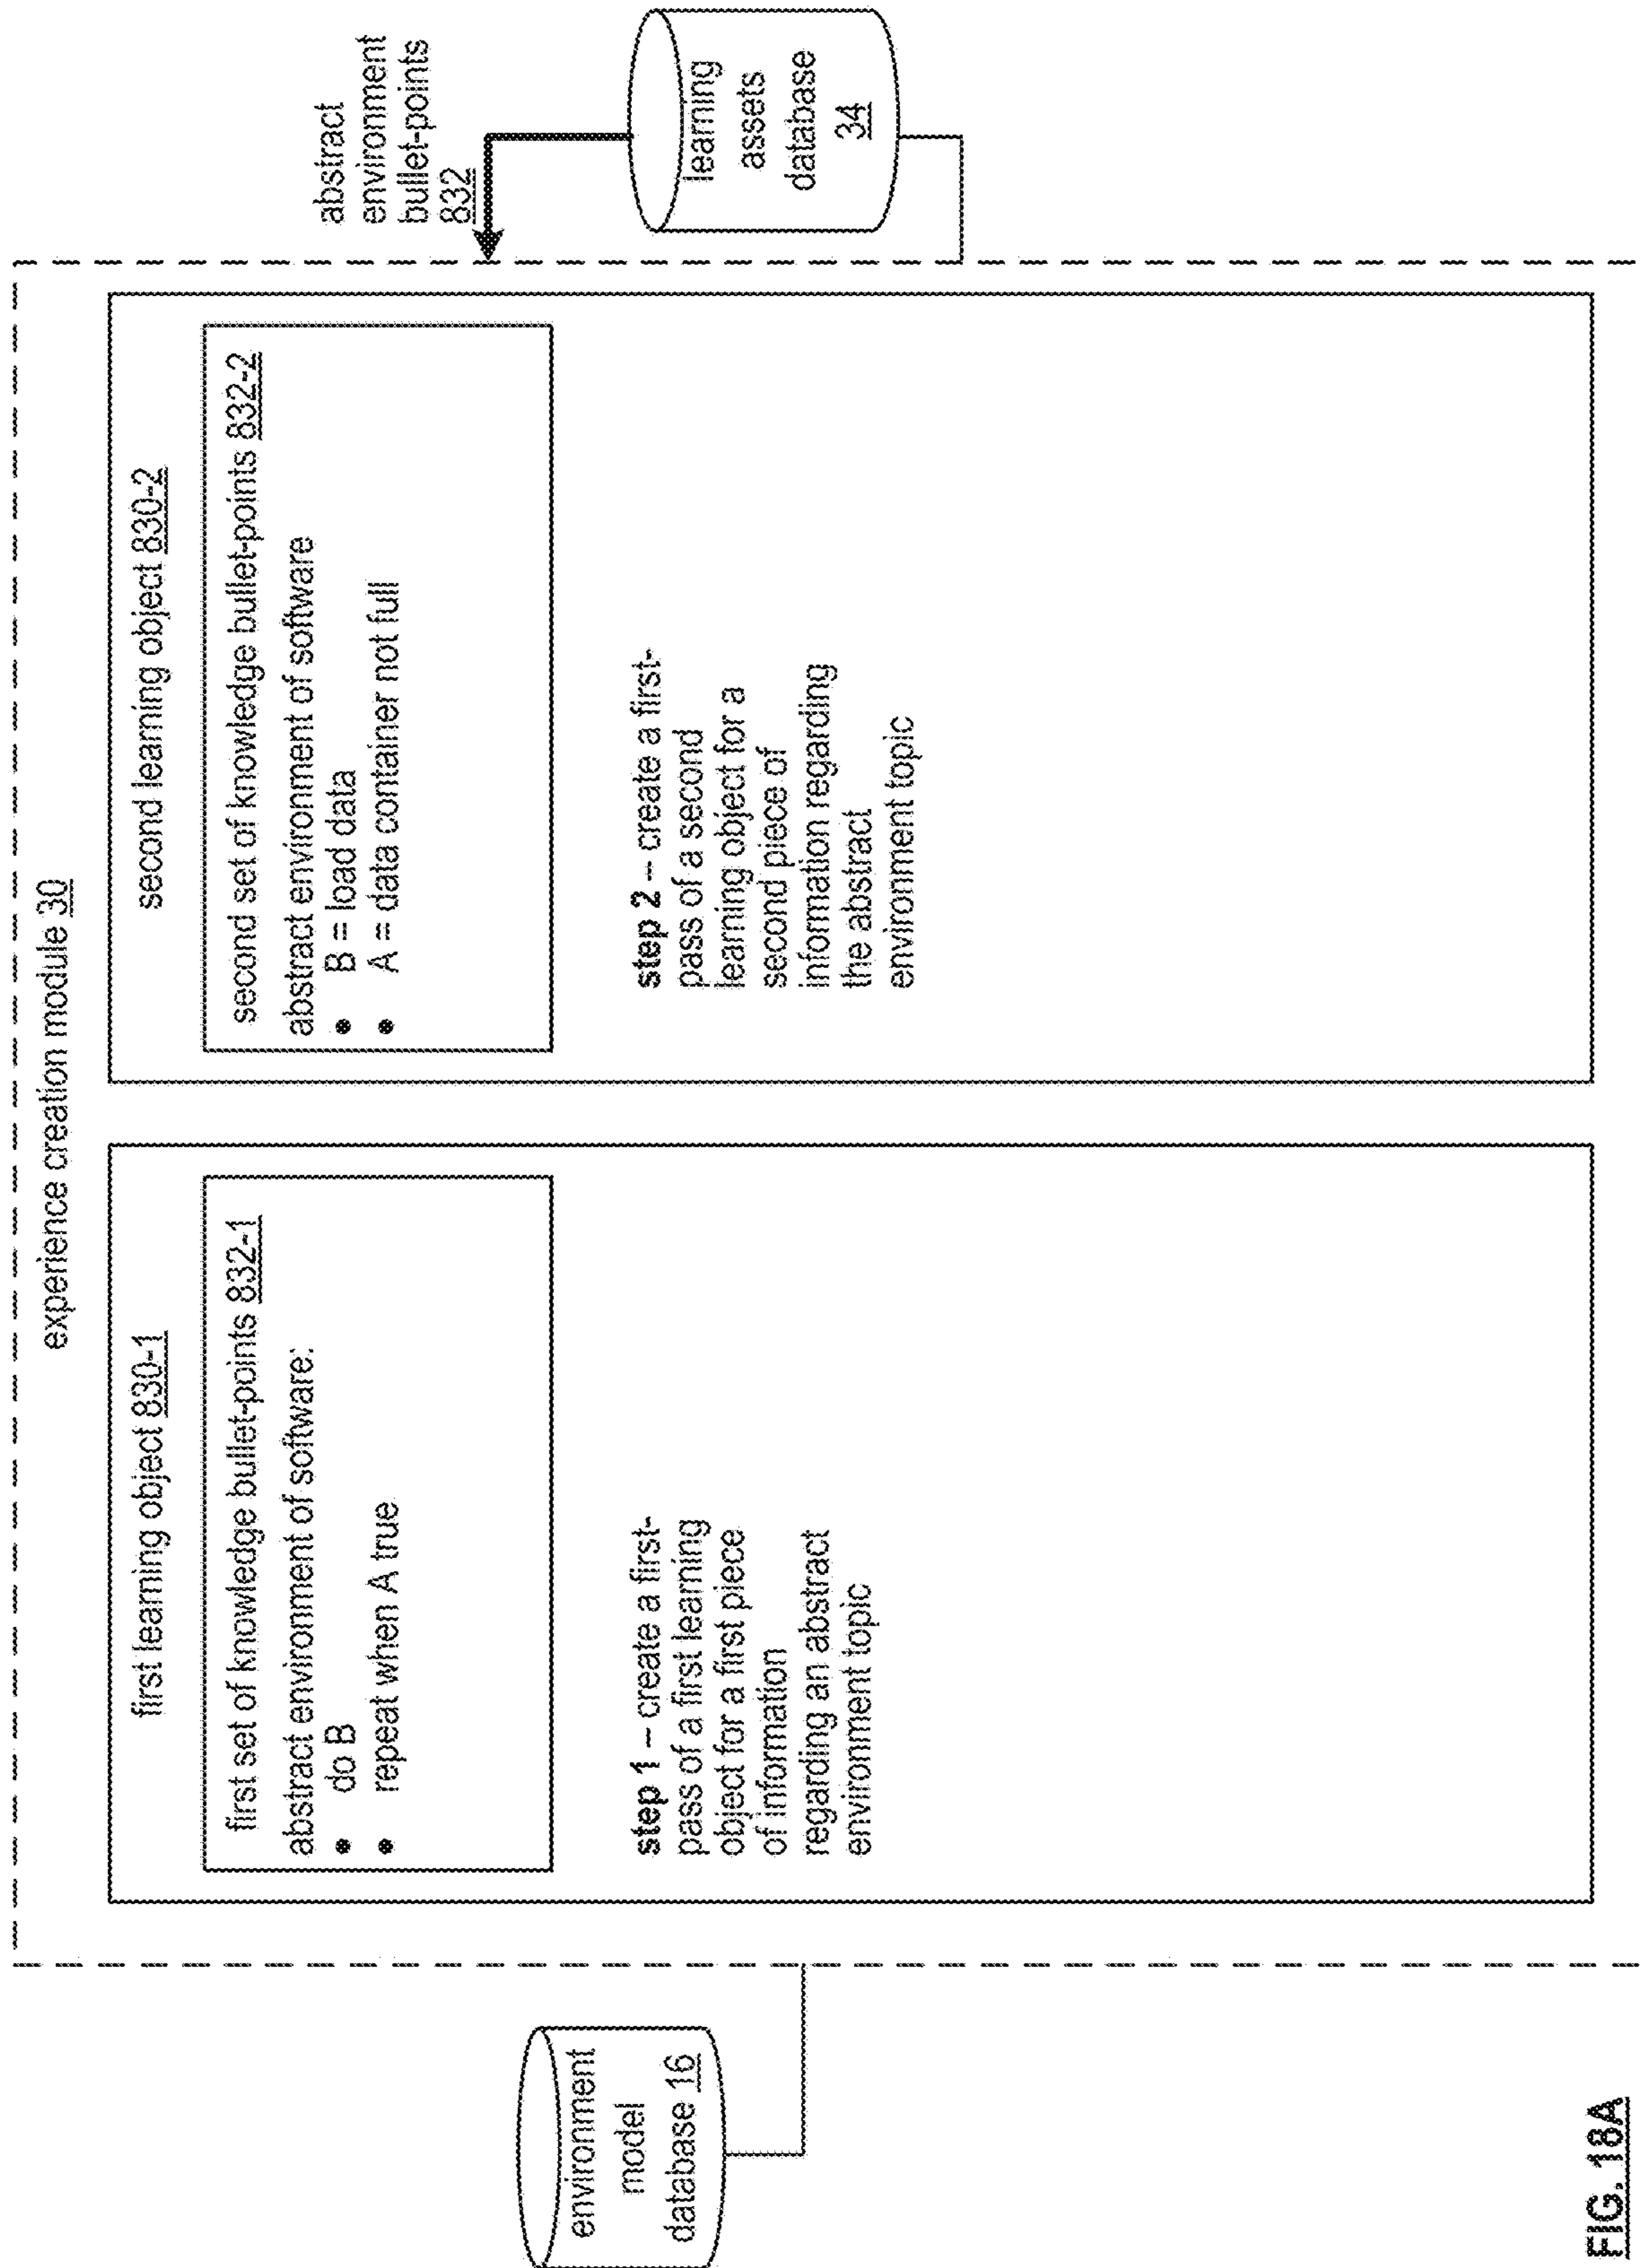 experience creation module 30
first learning object 830-1
first set of knowledge bullet-points 832-1
abstract environment of software:
• do B
• repeat when A true
step 1 – create a first-
pass of a first learning
object for a first piece
of information
regarding an abstract
environment topic
second learning object 830-2
second set of knowledge bullet-points 832-2
abstract environment of software
• B = load data
• A = data container not full
step 2 – create a first-
pass of a second
learning object for a
second piece of
information regarding
the abstract
environment topic
abstract
environment
bullet-points
832
learning
assets
database
34
environment
model
database 16
FIG. 18A